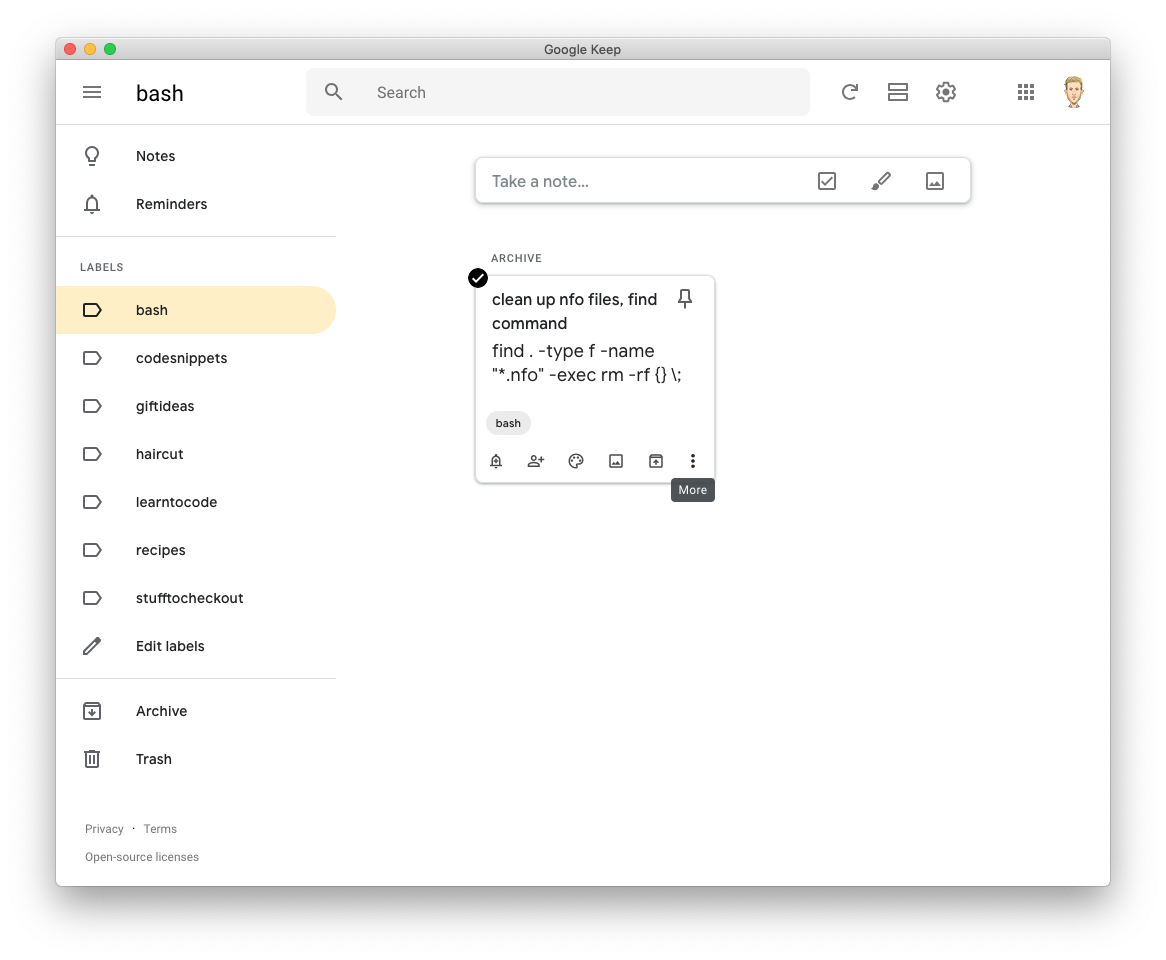 Google Keep
bash
Search
Notes
Reminders
LABELS
bash
codesnippets
giftideas
haircut
learntocode
recipes
stufftocheckout
Edit labels
Archive
Trash
Privacy · Terms
Open-source licenses
Take a note...
ARCHIVE
clean up nfo files, find
command
find . -type f -name
"*.nfo" -exec rm -rf {} \;
bash
More